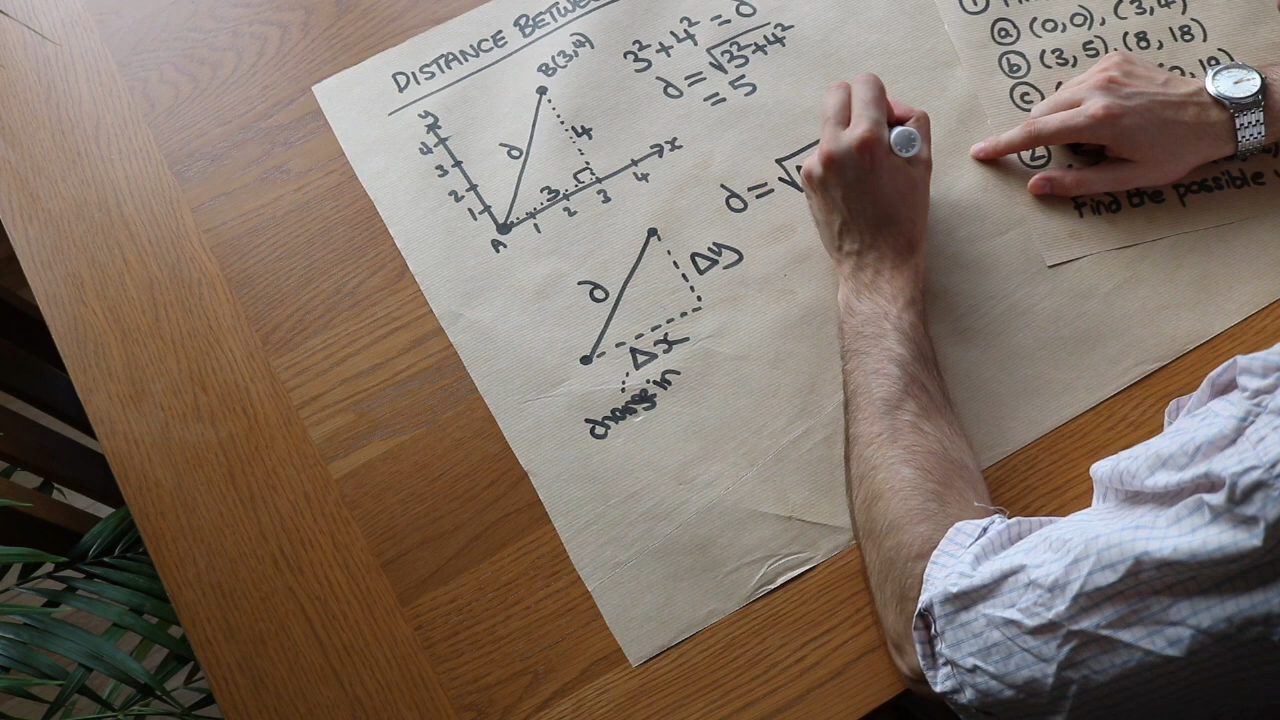 DISTANCE BETWE
B(3,4)
y
4
3
2
1
A
d
4
3
1
2
3
4
x
3²+4² = d
d = √3²+4²
= 5
d = √
d
Δy
Δx
change in
①
ⓐ (0,0), (3,4)
ⓑ (3,5), (8,18)
ⓒ
Find the possible